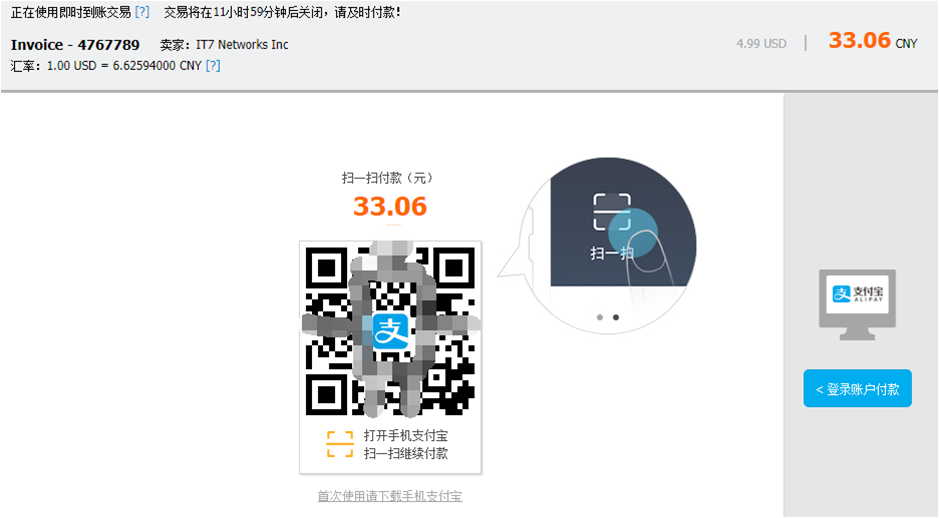 正在使用即时到账交易 [?] 交易将在11小时59分钟后关闭，请及时付款！
Invoice - 4767789 卖家：IT7 Networks Inc
4.99 USD | 33.06 CNY
汇率：1.00 USD = 6.62594000 CNY [?]
扫一扫付款（元）
33.06
扫一扫
支
打开手机支付宝
扫一扫继续付款
首次使用请下载手机支付宝
支 支付宝
ALIPAY
< 登录账户付款